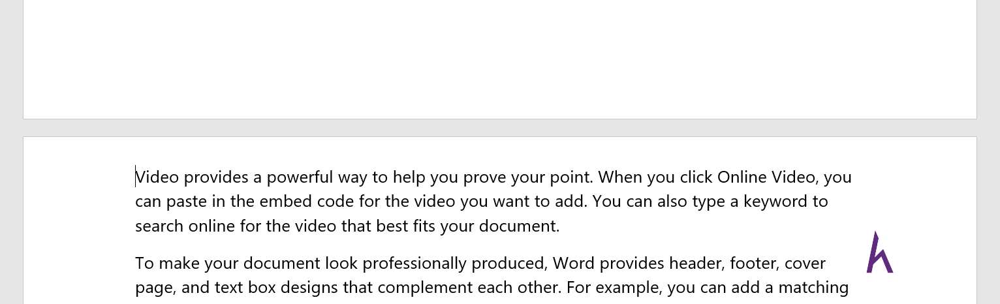 Video provides a powerful way to help you prove your point. When you click Online Video, you
can paste in the embed code for the video you want to add. You can also type a keyword to
search online for the video that best fits your document.
To make your document look professionally produced, Word provides header, footer, cover
page, and text box designs that complement each other. For example, you can add a matching